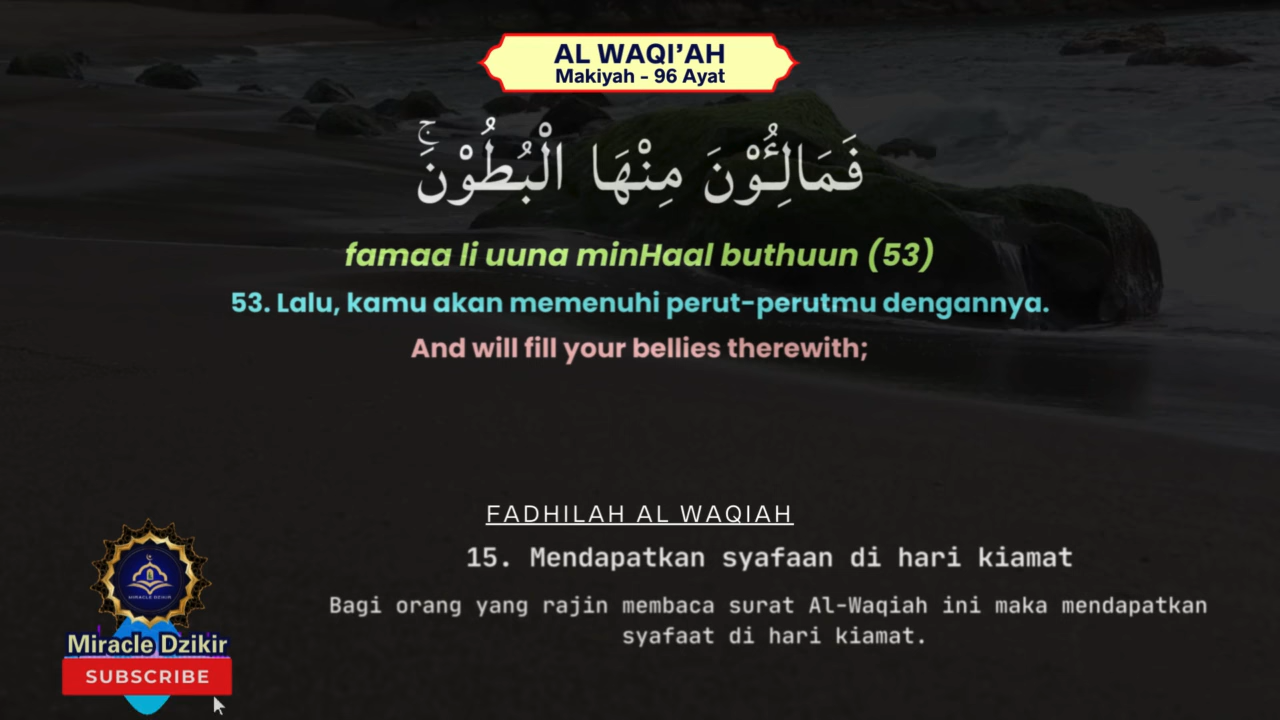 AL WAQI’AH
Makiyah - 96 Ayat
فَمَالِـُٔوْنَ مِنْهَا الْبُطُوْنَۚ
famaa li uuna minHaal buthuun (53)
53. Lalu, kamu akan memenuhi perut-perutmu dengannya.
And will fill your bellies therewith;
FADHILAH AL WAQIAH
15. Mendapatkan syafaan di hari kiamat
Bagi orang yang rajin membaca surat Al-Waqiah ini maka mendapatkan
syafaat di hari kiamat.
MIRACLE DZIKIR
Miracle Dzikir
SUBSCRIBE